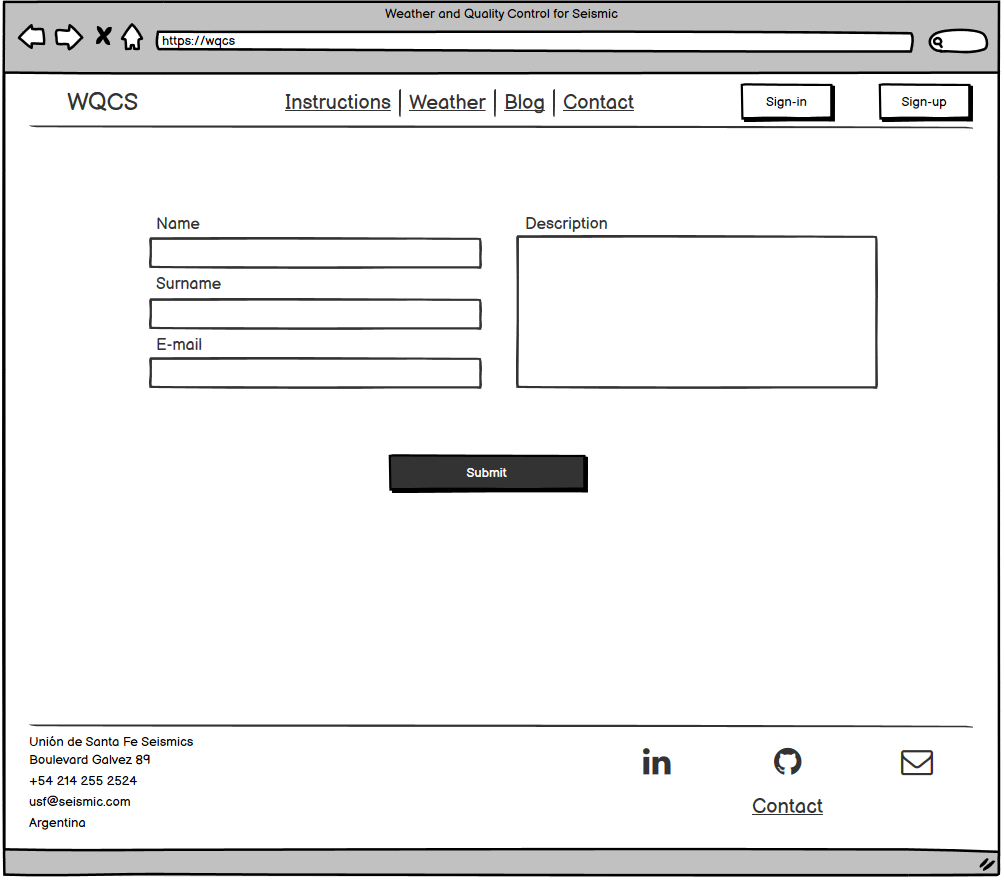 Weather and Quality Control for Seismic
https://wqcs
WQCS
Instructions | Weather | Blog | Contact
Sign-in
Sign-up
Name
Surname
E-mail
Description
Submit
Unión de Santa Fe Seismics
Boulevard Galvez 89
+54 214 255 2524
usf@seismic.com
Argentina
in
Contact